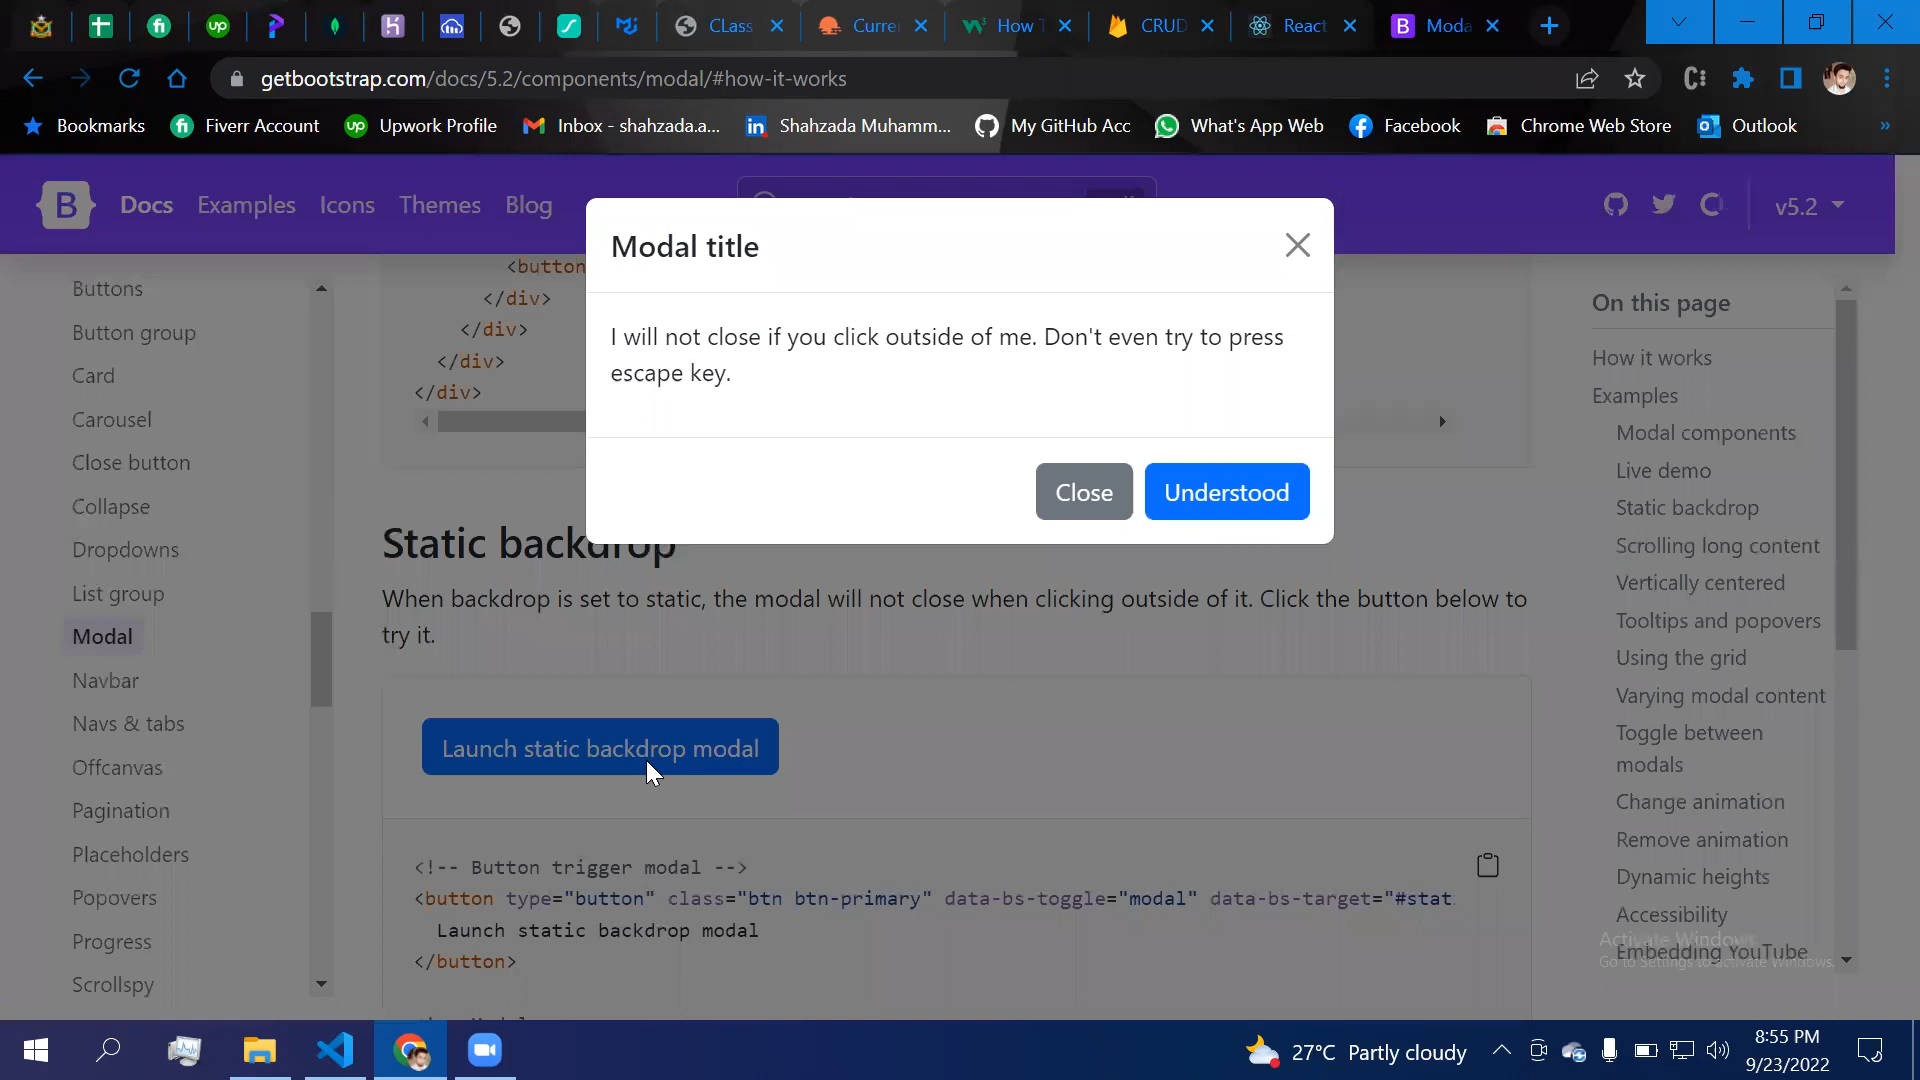 CLass
Curre
How T
CRUD
React
Moda
getbootstrap.com/docs/5.2/components/modal/#how-it-works
Bookmarks
Fiverr Account
Upwork Profile
Inbox - shahzada.a...
Shahzada Muhamm...
My GitHub Acc
What's App Web
Facebook
Chrome Web Store
Outlook
»
B Docs Examples Icons Themes Blog
v5.2
Modal title
I will not close if you click outside of me. Don't even try to press
escape key.
Close
Understood
Buttons
Button group
Card
Carousel
Close button
Collapse
Dropdowns
List group
Modal
Navbar
Navs & tabs
Offcanvas
Pagination
Placeholders
Popovers
Progress
Scrollspy
<button
</div>
</div>
</div>
</div>
Static backdrop
When backdrop is set to static, the modal will not close when clicking outside of it. Click the button below to
try it.
Launch static backdrop modal
<!-- Button trigger modal -->
<button type="button" class="btn btn-primary" data-bs-toggle="modal" data-bs-target="#stat
Launch static backdrop modal
</button>
On this page
How it works
Examples
Modal components
Live demo
Static backdrop
Scrolling long content
Vertically centered
Tooltips and popovers
Using the grid
Varying modal content
Toggle between
modals
Change animation
Remove animation
Dynamic heights
Accessibility
Embedding YouTube
Activate Windows
Go to Settings to activate Windows.
27°C Partly cloudy
8:55 PM
9/23/2022